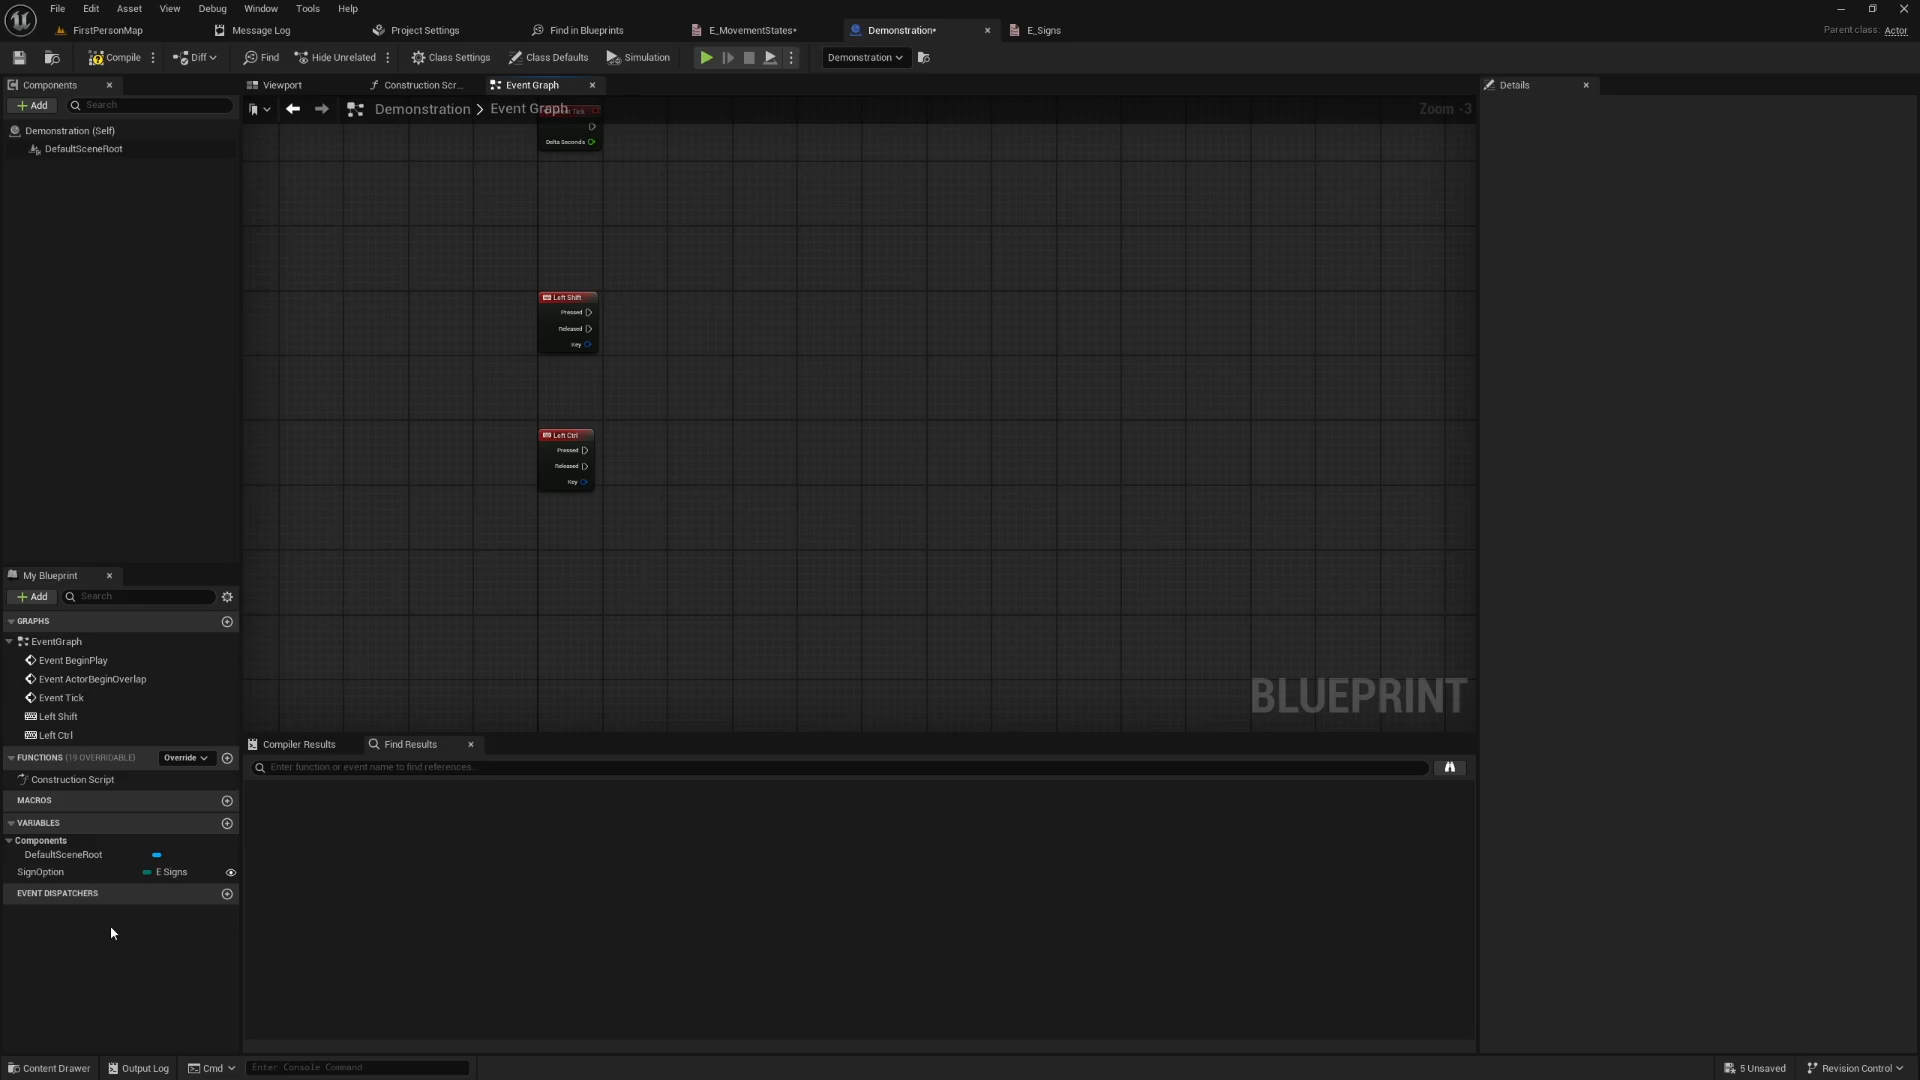 File Edit Asset View Debug Window Tools Help
FirstPersonMap Message Log Project Settings Find in Blueprints E_MovementStates* Demonstration* E_Signs
Parent class: Actor
Compile Diff Find Hide Unrelated Class Settings Class Defaults Simulation Demonstration
Components Viewport Construction Scr... Event Graph Details
Add Search
Demonstration > Event Graph Zoom -3
Demonstration (Self)
DefaultSceneRoot
Tick
Delta Seconds
Left Shift
Pressed
Released
Key
Left Ctrl
Pressed
Released
Key
BLUEPRINT
My Blueprint
Add Search
GRAPHS
EventGraph
Event BeginPlay
Event ActorBeginOverlap
Event Tick
Left Shift
Left Ctrl
FUNCTIONS (19 OVERRIDABLE) Override
Construction Script
MACROS
VARIABLES
Components
DefaultSceneRoot
SignOption E Signs
EVENT DISPATCHERS
Compiler Results Find Results
Enter function or event name to find references...
Content Drawer Output Log Cmd Enter Console Command 5 Unsaved Revision Control